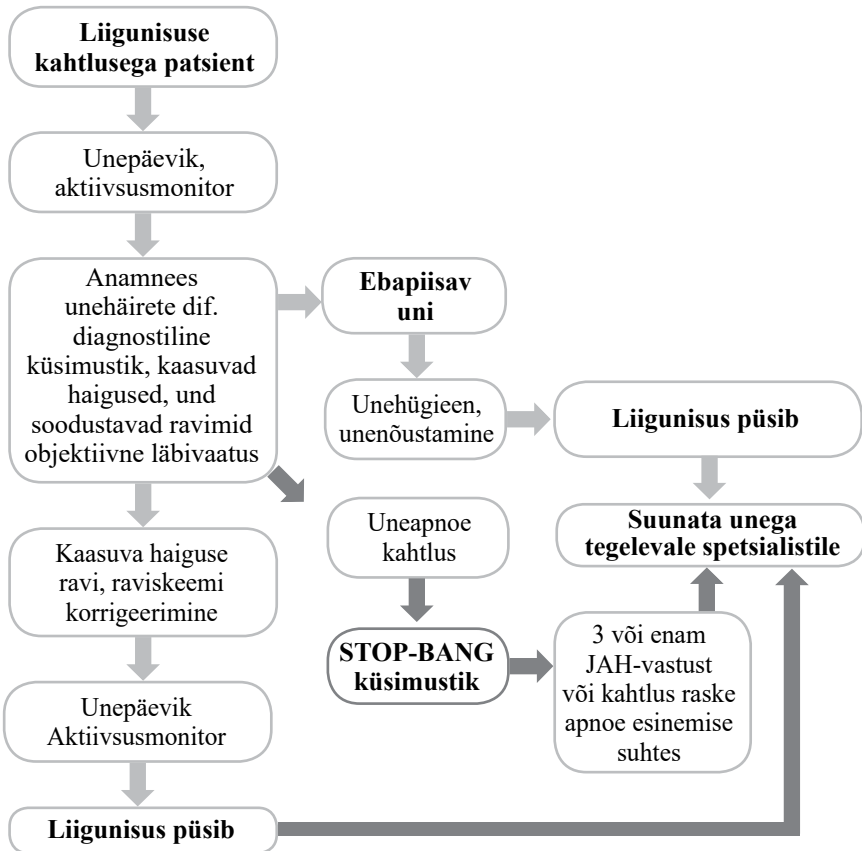 Liigunisuse
kahtlusega patsient
Unepäevik,
aktiivsusmonitor
Anamnees
unehäirete dif.
diagnostiline
küsimustik, kaasuvad
haigused, und
soodustavad ravimid
objektiivne läbivaatus
Ebapiisav
uni
Unehügieen,
unenõustamine
Liigunisus püsib
Suunata unega
tegelevale spetsialistile
Uneapnoe
kahtlus
STOP-BANG
küsimustik
3 või enam
JAH-vastust
või kahtlus raske
apnoe esinemise
suhtes
Kaasuva haiguse
ravi, raviskeemi
korrigeerimine
Unepäevik
Aktiivsusmonitor
Liigunisus püsib